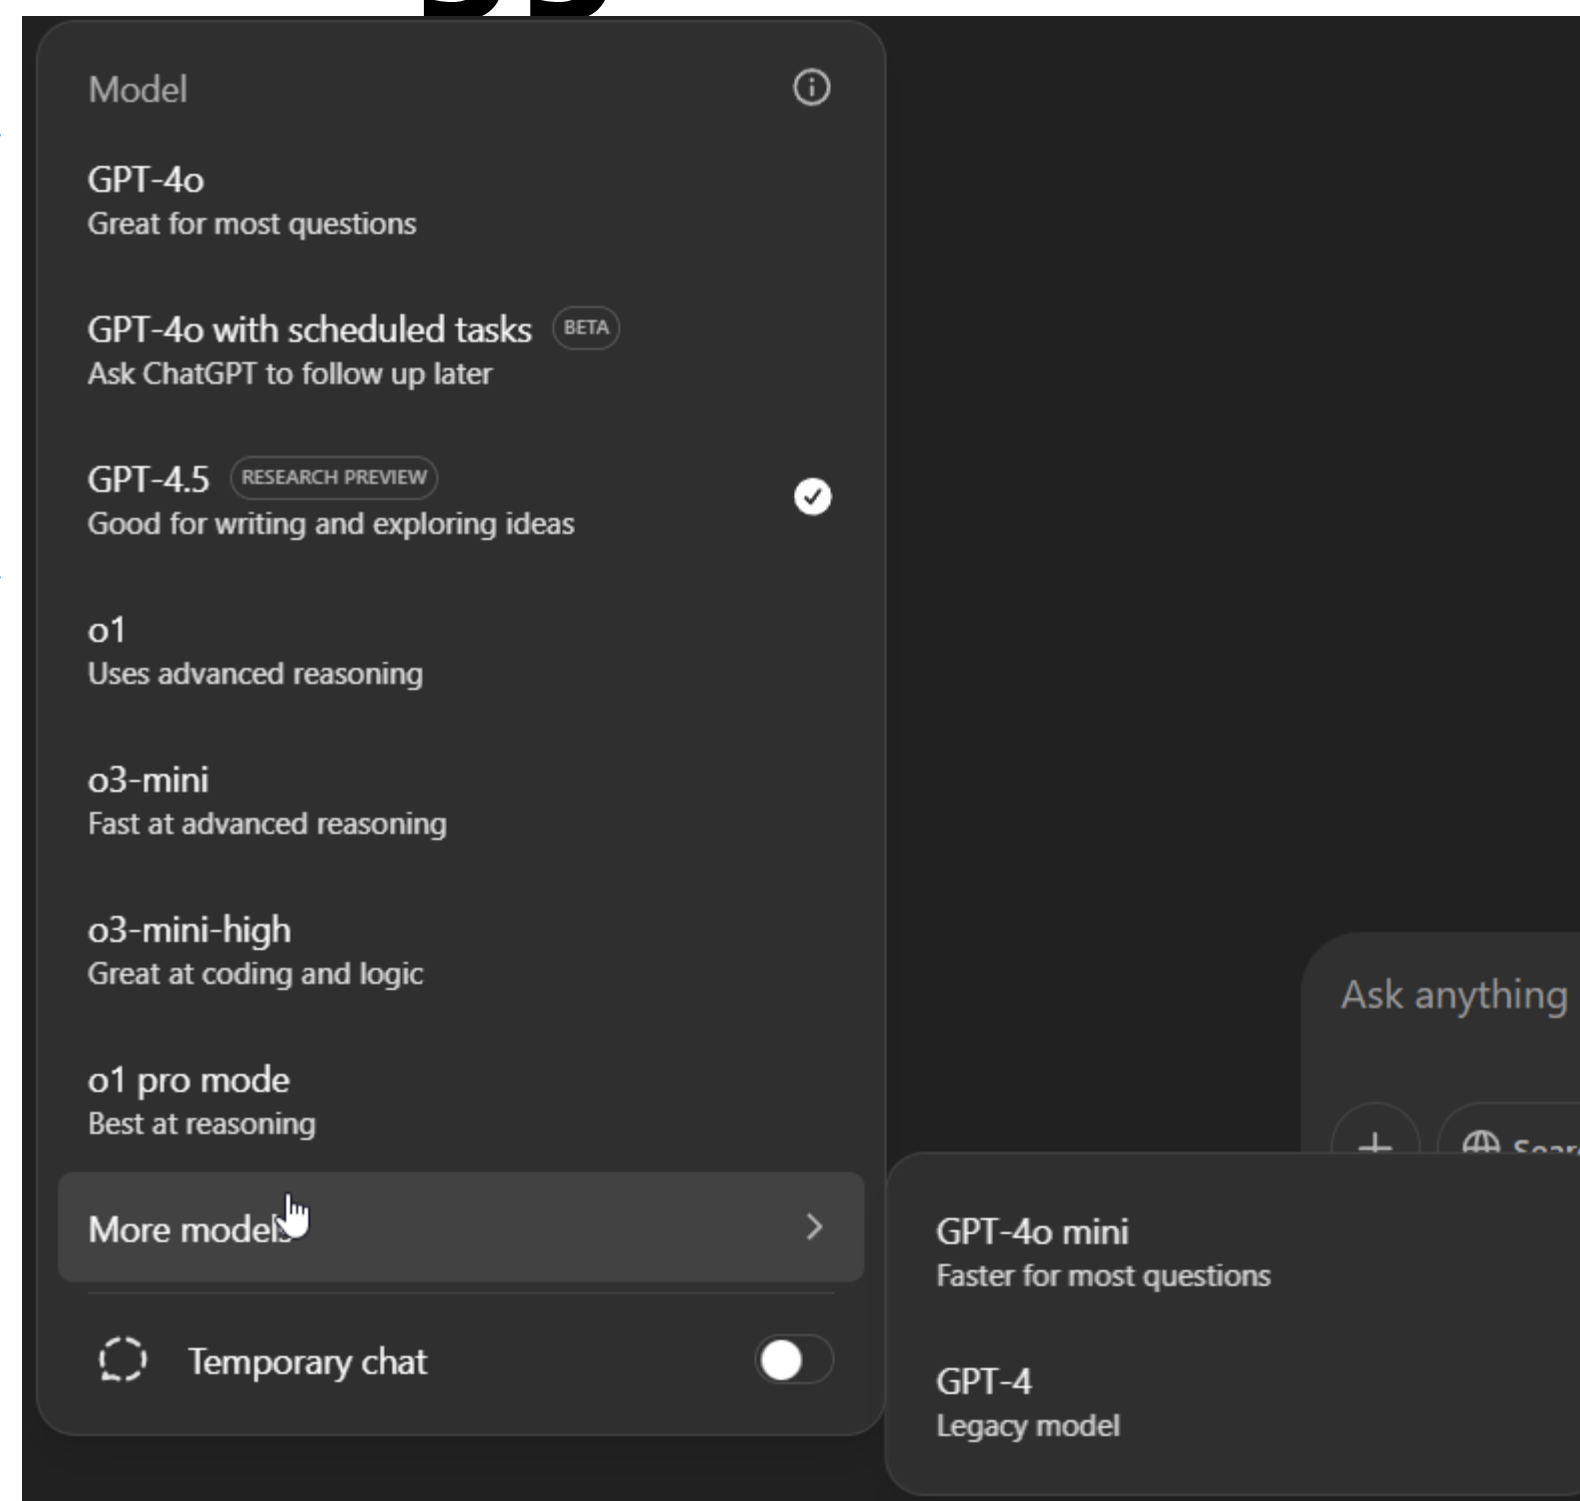 Model
GPT-4o
Great for most questions
GPT-4o with scheduled tasks BETA
Ask ChatGPT to follow up later
GPT-4.5 RESEARCH PREVIEW
Good for writing and exploring ideas
o1
Uses advanced reasoning
o3-mini
Fast at advanced reasoning
o3-mini-high
Great at coding and logic
o1 pro mode
Best at reasoning
More models
Temporary chat
Ask anything
GPT-4o mini
Faster for most questions
GPT-4
Legacy model